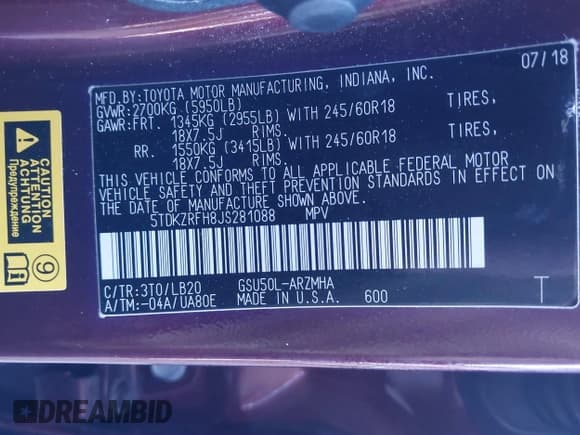 MFD.BY:TOYOTA MOTOR MANUFACTURING, INDIANA, INC. 07/18
GVWR:2700KG (5950LB)
GAWR:FRT. 1345KG (2955LB) WITH 245/60R18 TIRES,
18X7.5J RIMS.
RR. 1550KG (3415LB) WITH 245/60R18 TIRES,
18X7.5J RIMS.
THIS VEHICLE CONFORMS TO ALL APPLICABLE FEDERAL MOTOR
VEHICLE SAFETY AND THEFT PREVENTION STANDARDS IN EFFECT ON
THE DATE OF MANUFACTURE SHOWN ABOVE.
5TDKZRFH8JS281088 MPV
C/TR:3T0/LB20 GSU50L-ARZMHA
A/TM:-04A/UA80E MADE IN U.S.A. 600 T
CAUTION
ATTENTION
Предупреждение
9
DREAMBID